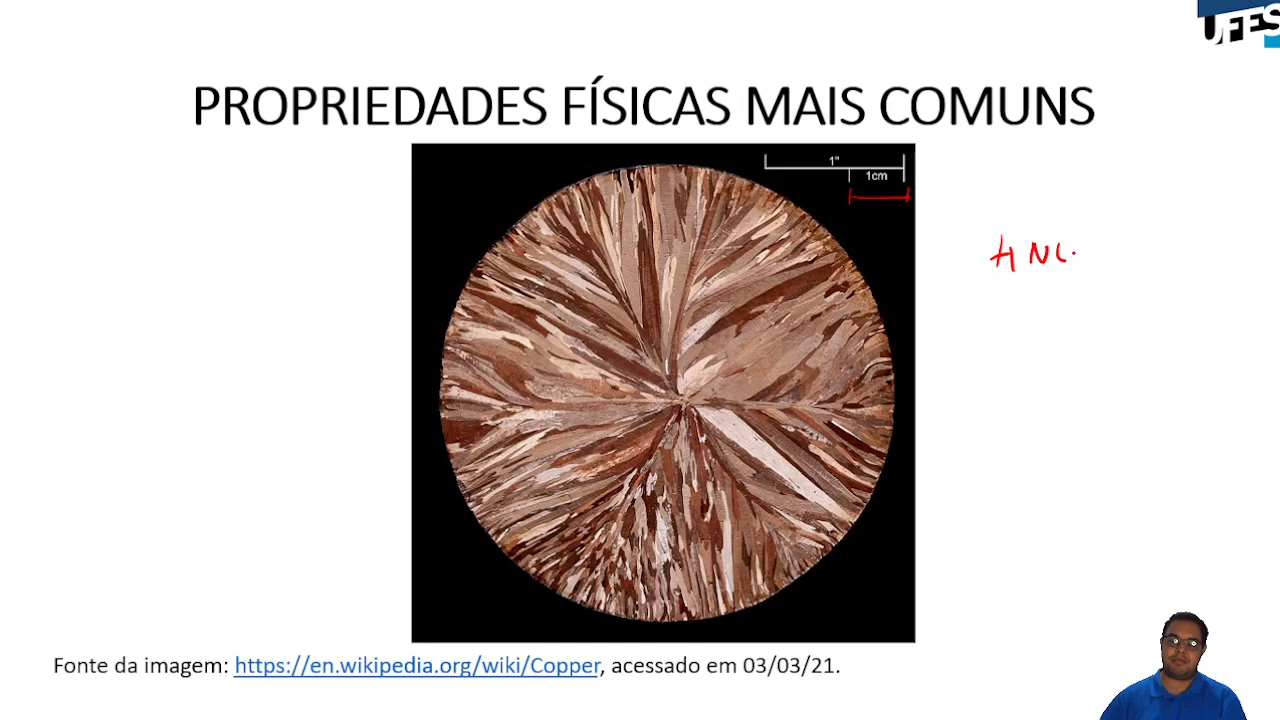 UFES
PROPRIEDADES FÍSICAS MAIS COMUNS
1"
1cm
Fonte da imagem: https://en.wikipedia.org/wiki/Copper, acessado em 03/03/21.